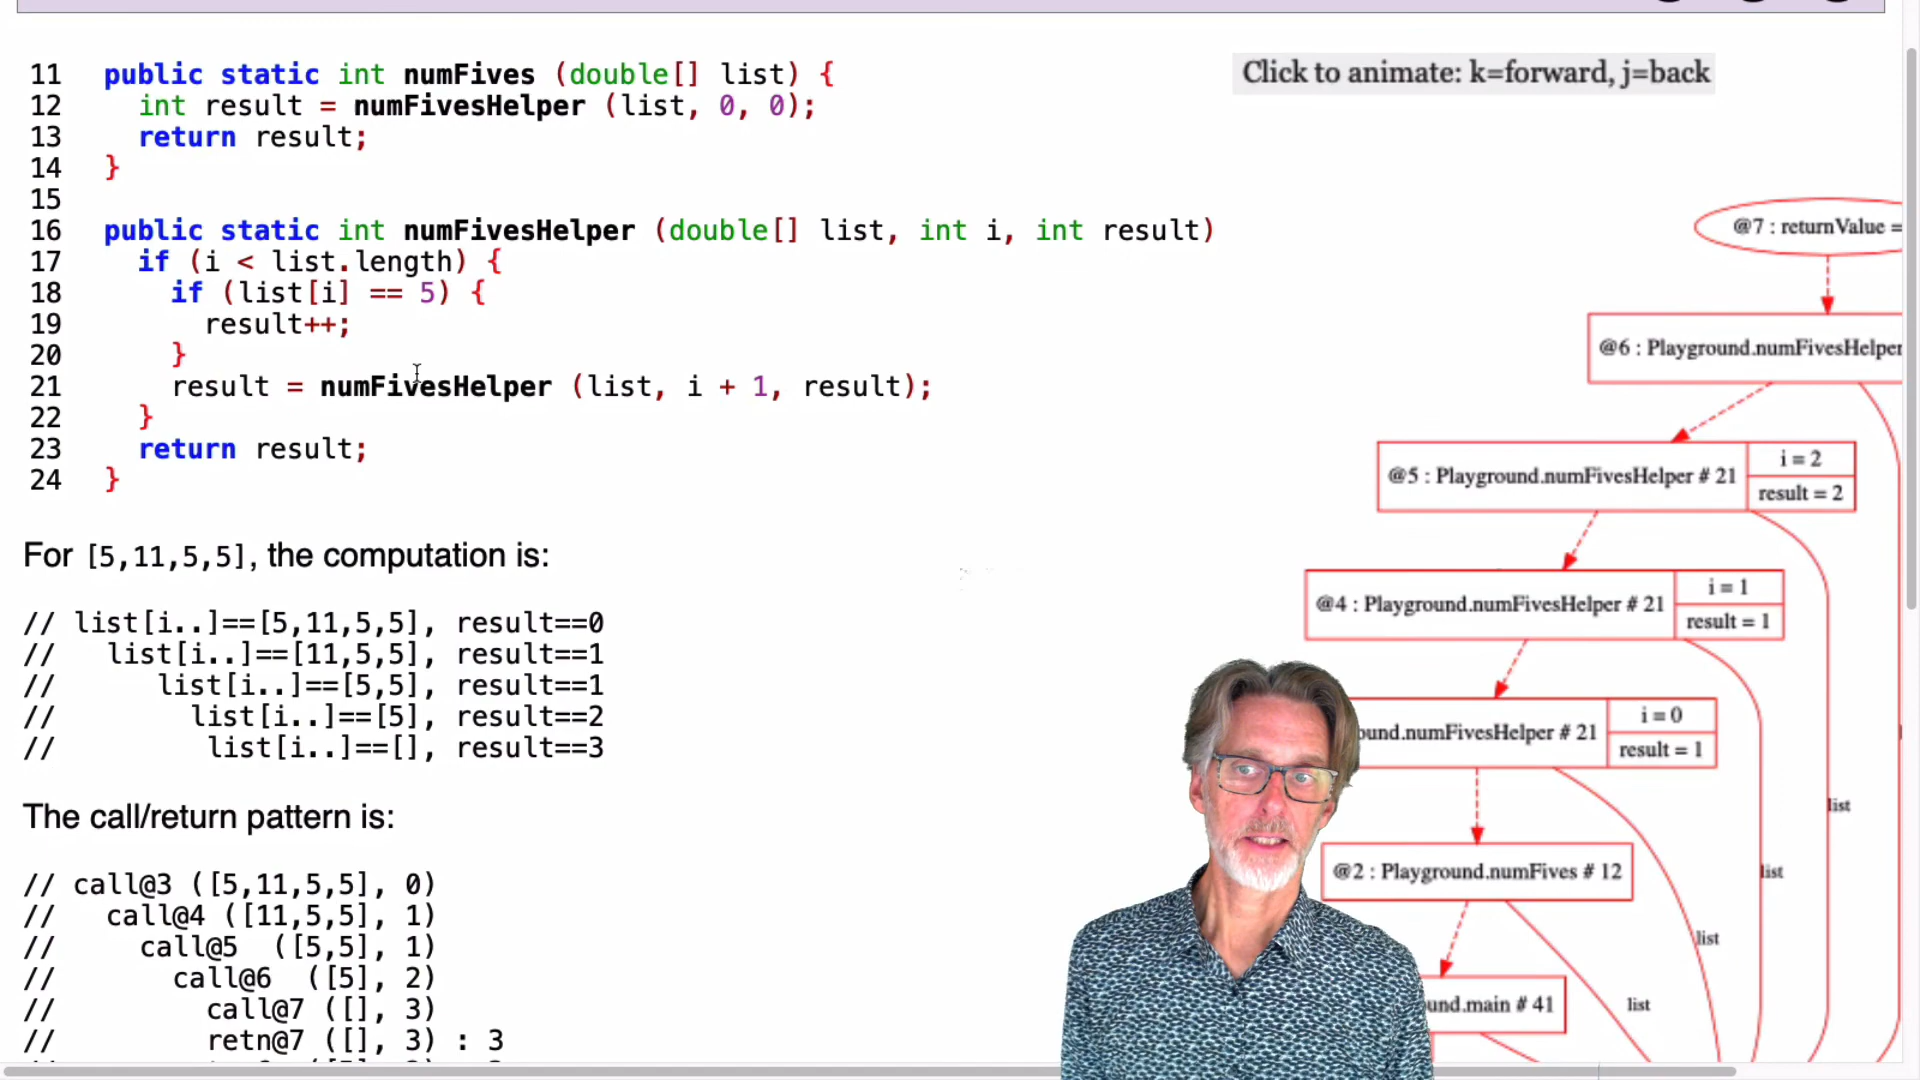 11 public static int numFives (double[] list) {
12 int result = numFivesHelper (list, 0, 0);
13 return result;
14 }
15
16 public static int numFivesHelper (double[] list, int i, int result)
17 if (i < list.length) {
18 if (list[i] == 5) {
19 result++;
20 }
21 result = numFivesHelper (list, i + 1, result);
22 }
23 return result;
24 }
For [5,11,5,5], the computation is:
// list[i..]==[5,11,5,5], result==0
// list[i..]==[11,5,5], result==1
// list[i..]==[5,5], result==1
// list[i..]==[5], result==2
// list[i..]==[], result==3
The call/return pattern is:
// call@3 ([5,11,5,5], 0)
// call@4 ([11,5,5], 1)
// call@5 ([5,5], 1)
// call@6 ([5], 2)
// call@7 ([], 3)
// retn@7 ([], 3) : 3
Click to animate: k=forward, j=back
@7 : returnValue =
@6 : Playground.numFivesHelper
@5 : Playground.numFivesHelper # 21
i = 2
result = 2
@4 : Playground.numFivesHelper # 21
i = 1
result = 1
ound.numFivesHelper # 21
i = 0
result = 1
list
@2 : Playground.numFives # 12
list
list
und.main # 41
list